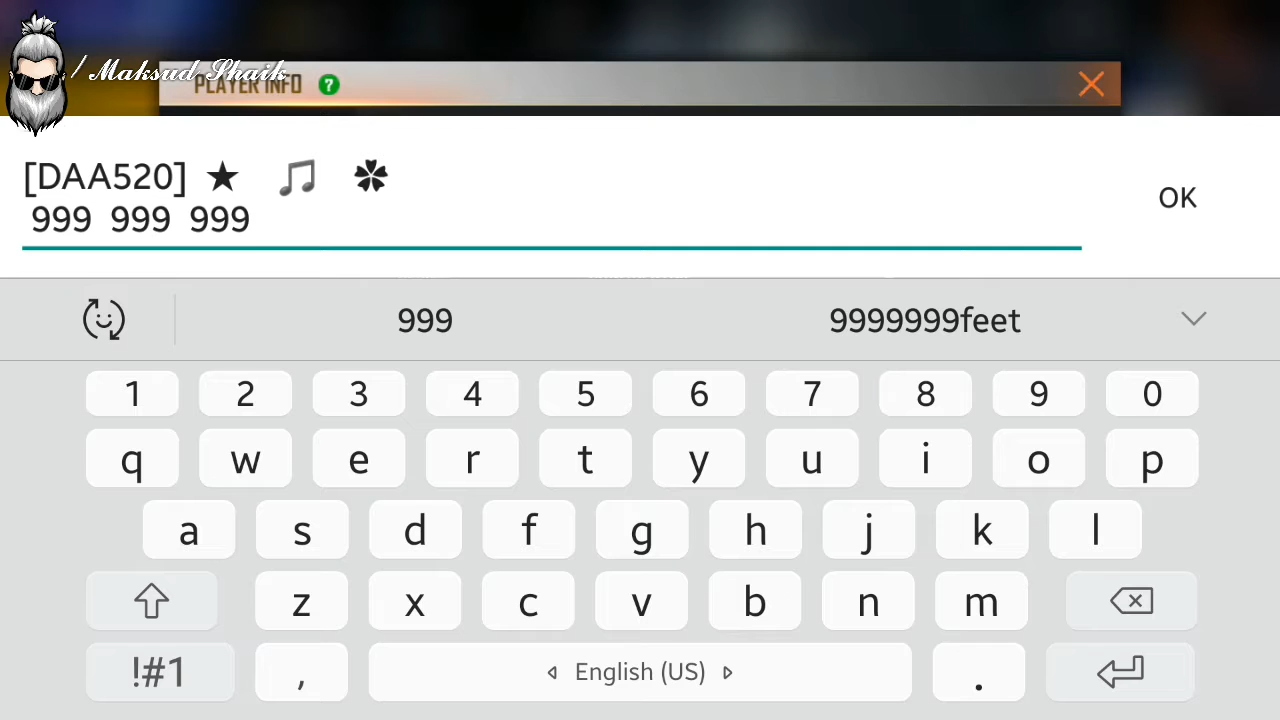 / Maksud Shaik
PLAYER INFO ?
[DAA520] ★ 🎵 ✽
999 999 999
OK
999 9999999feet
1 2 3 4 5 6 7 8 9 0
q w e r t y u i o p
a s d f g h j k l
z x c v b n m
!#1 , English (US) .